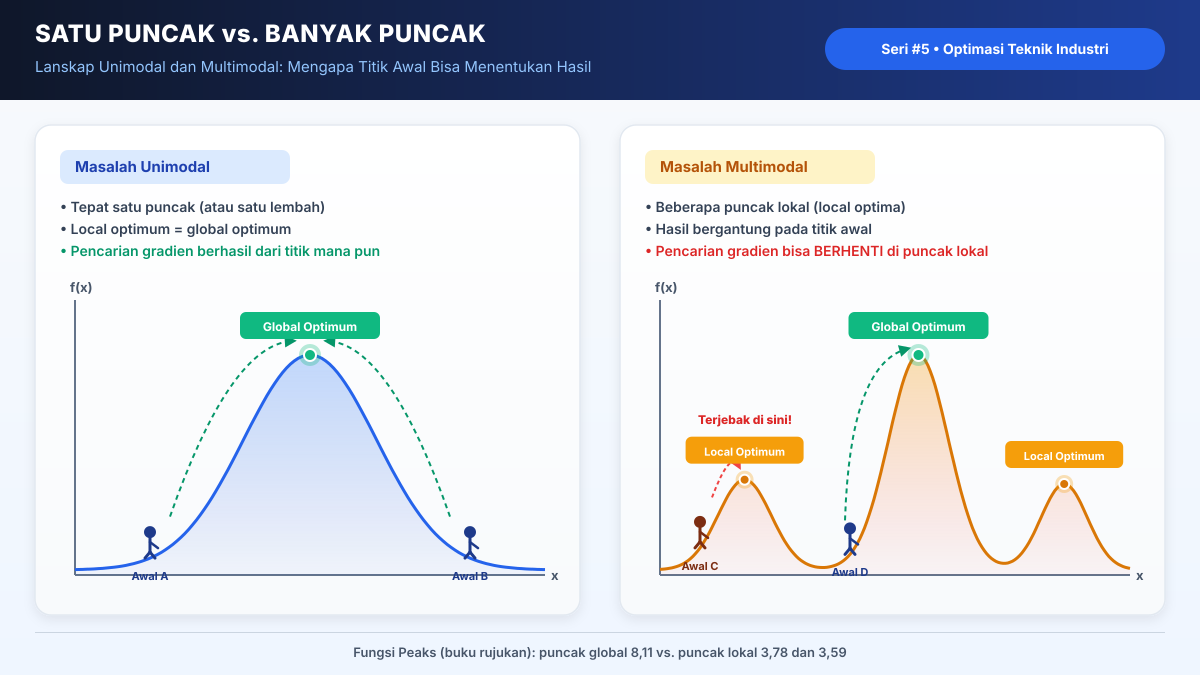 SATU PUNCAK vs. BANYAK PUNCAK
Lanskap Unimodal dan Multimodal: Mengapa Titik Awal Bisa Menentukan Hasil
Seri #5 • Optimasi Teknik Industri
Masalah Unimodal
• Tepat satu puncak (atau satu lembah)
• Local optimum = global optimum
• Pencarian gradien berhasil dari titik mana pun
f(x)
Global Optimum
Awal A
Awal B
x
Masalah Multimodal
• Beberapa puncak lokal (local optima)
• Hasil bergantung pada titik awal
• Pencarian gradien bisa BERHENTI di puncak lokal
f(x)
Global Optimum
Terjebak di sini!
Local Optimum
Local Optimum
Awal C
Awal D
x
Fungsi Peaks (buku rujukan): puncak global 8,11 vs. puncak lokal 3,78 dan 3,59